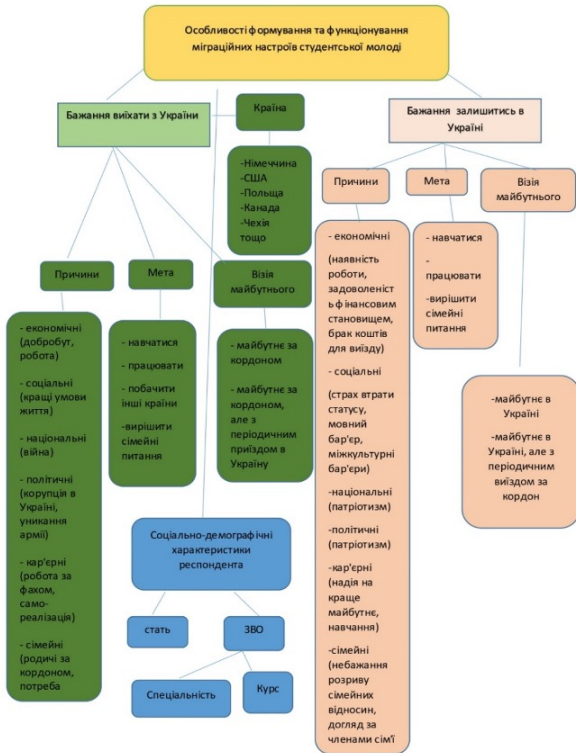 Особливості формування та функціонування
міграційних настроїв студентської молоді
Бажання виїхати з України
Країна
-Німеччина
-США
-Польща
-Канада
-Чехія
тощо
Причини
- економічні
(добробут,
робота)
- соціальні
(кращі умови
життя)
- національні
(війна)
- політичні
(корупція в
Україні,
уникання
армії)
- кар'єрні
(робота за
фахом, само-
реалізація)
- сімейні
(родичі за
кордоном,
потреба
Мета
- навчатися
- працювати
- побачити
інші країни
-вирішити
сімейні
питання
Візія
майбутнього
- майбутнє за
кордоном
- майбутнє за
кордоном,
але з
періодичним
приїздом в
Україну
Соціально-демографічні
характеристики
респондента
стать
ЗВО
Спеціальність
Курс
Бажання залишитись в
Україні
Причини
- економічні
(наявність
роботи,
задоволеніс
ть фінансовим
становищем,
брак коштів
для виїзду)
- соціальні
(страх втрати
статусу,
мовний
бар'єр,
міжкультурні
бар'єри)
-національні
(патріотизм)
-політичні
(патріотизм)
-кар'єрні
(надія на
краще
майбутнє,
навчання)
-сімейні
(небажання
розриву
сімейних
відносин,
догляд за
членами сім'ї
Мета
- навчатися
-
працювати
-вирішити
сімейні
питання
Візія
майбутнього
-майбутнє в
Україні
-майбутнє в
Україні, але з
періодичним
виїздом за
кордон